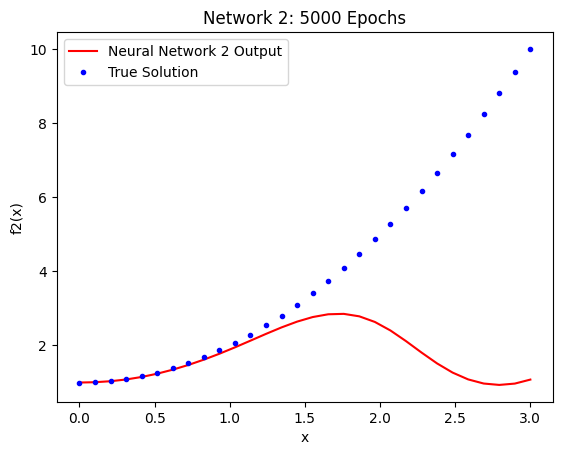 Network 2: 5000 Epochs
Neural Network 2 Output
True Solution
10
8
6
4
2
f2(x)
0.0 0.5 1.0 1.5 2.0 2.5 3.0
x